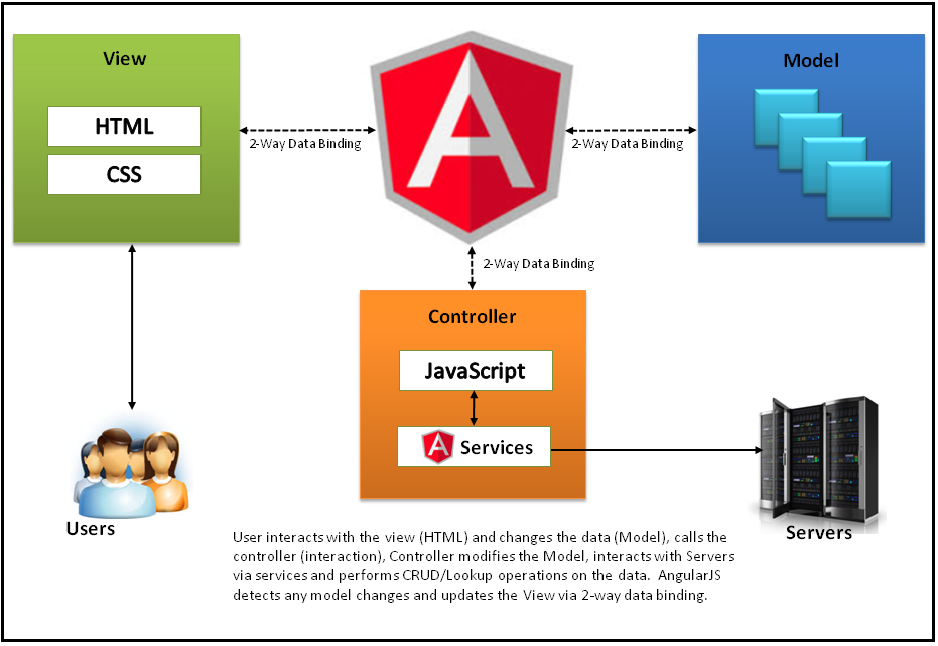 View
HTML
CSS
2-Way Data Binding
A
2-Way Data Binding
Model
2-Way Data Binding
Controller
JavaScript
A Services
Users
Servers
User interacts with the view (HTML) and changes the data (Model), calls the
controller (interaction), Controller modifies the Model, interacts with Servers
via services and performs CRUD/Lookup operations on the data.  AngularJS
detects any model changes and updates the View via 2-way data binding.